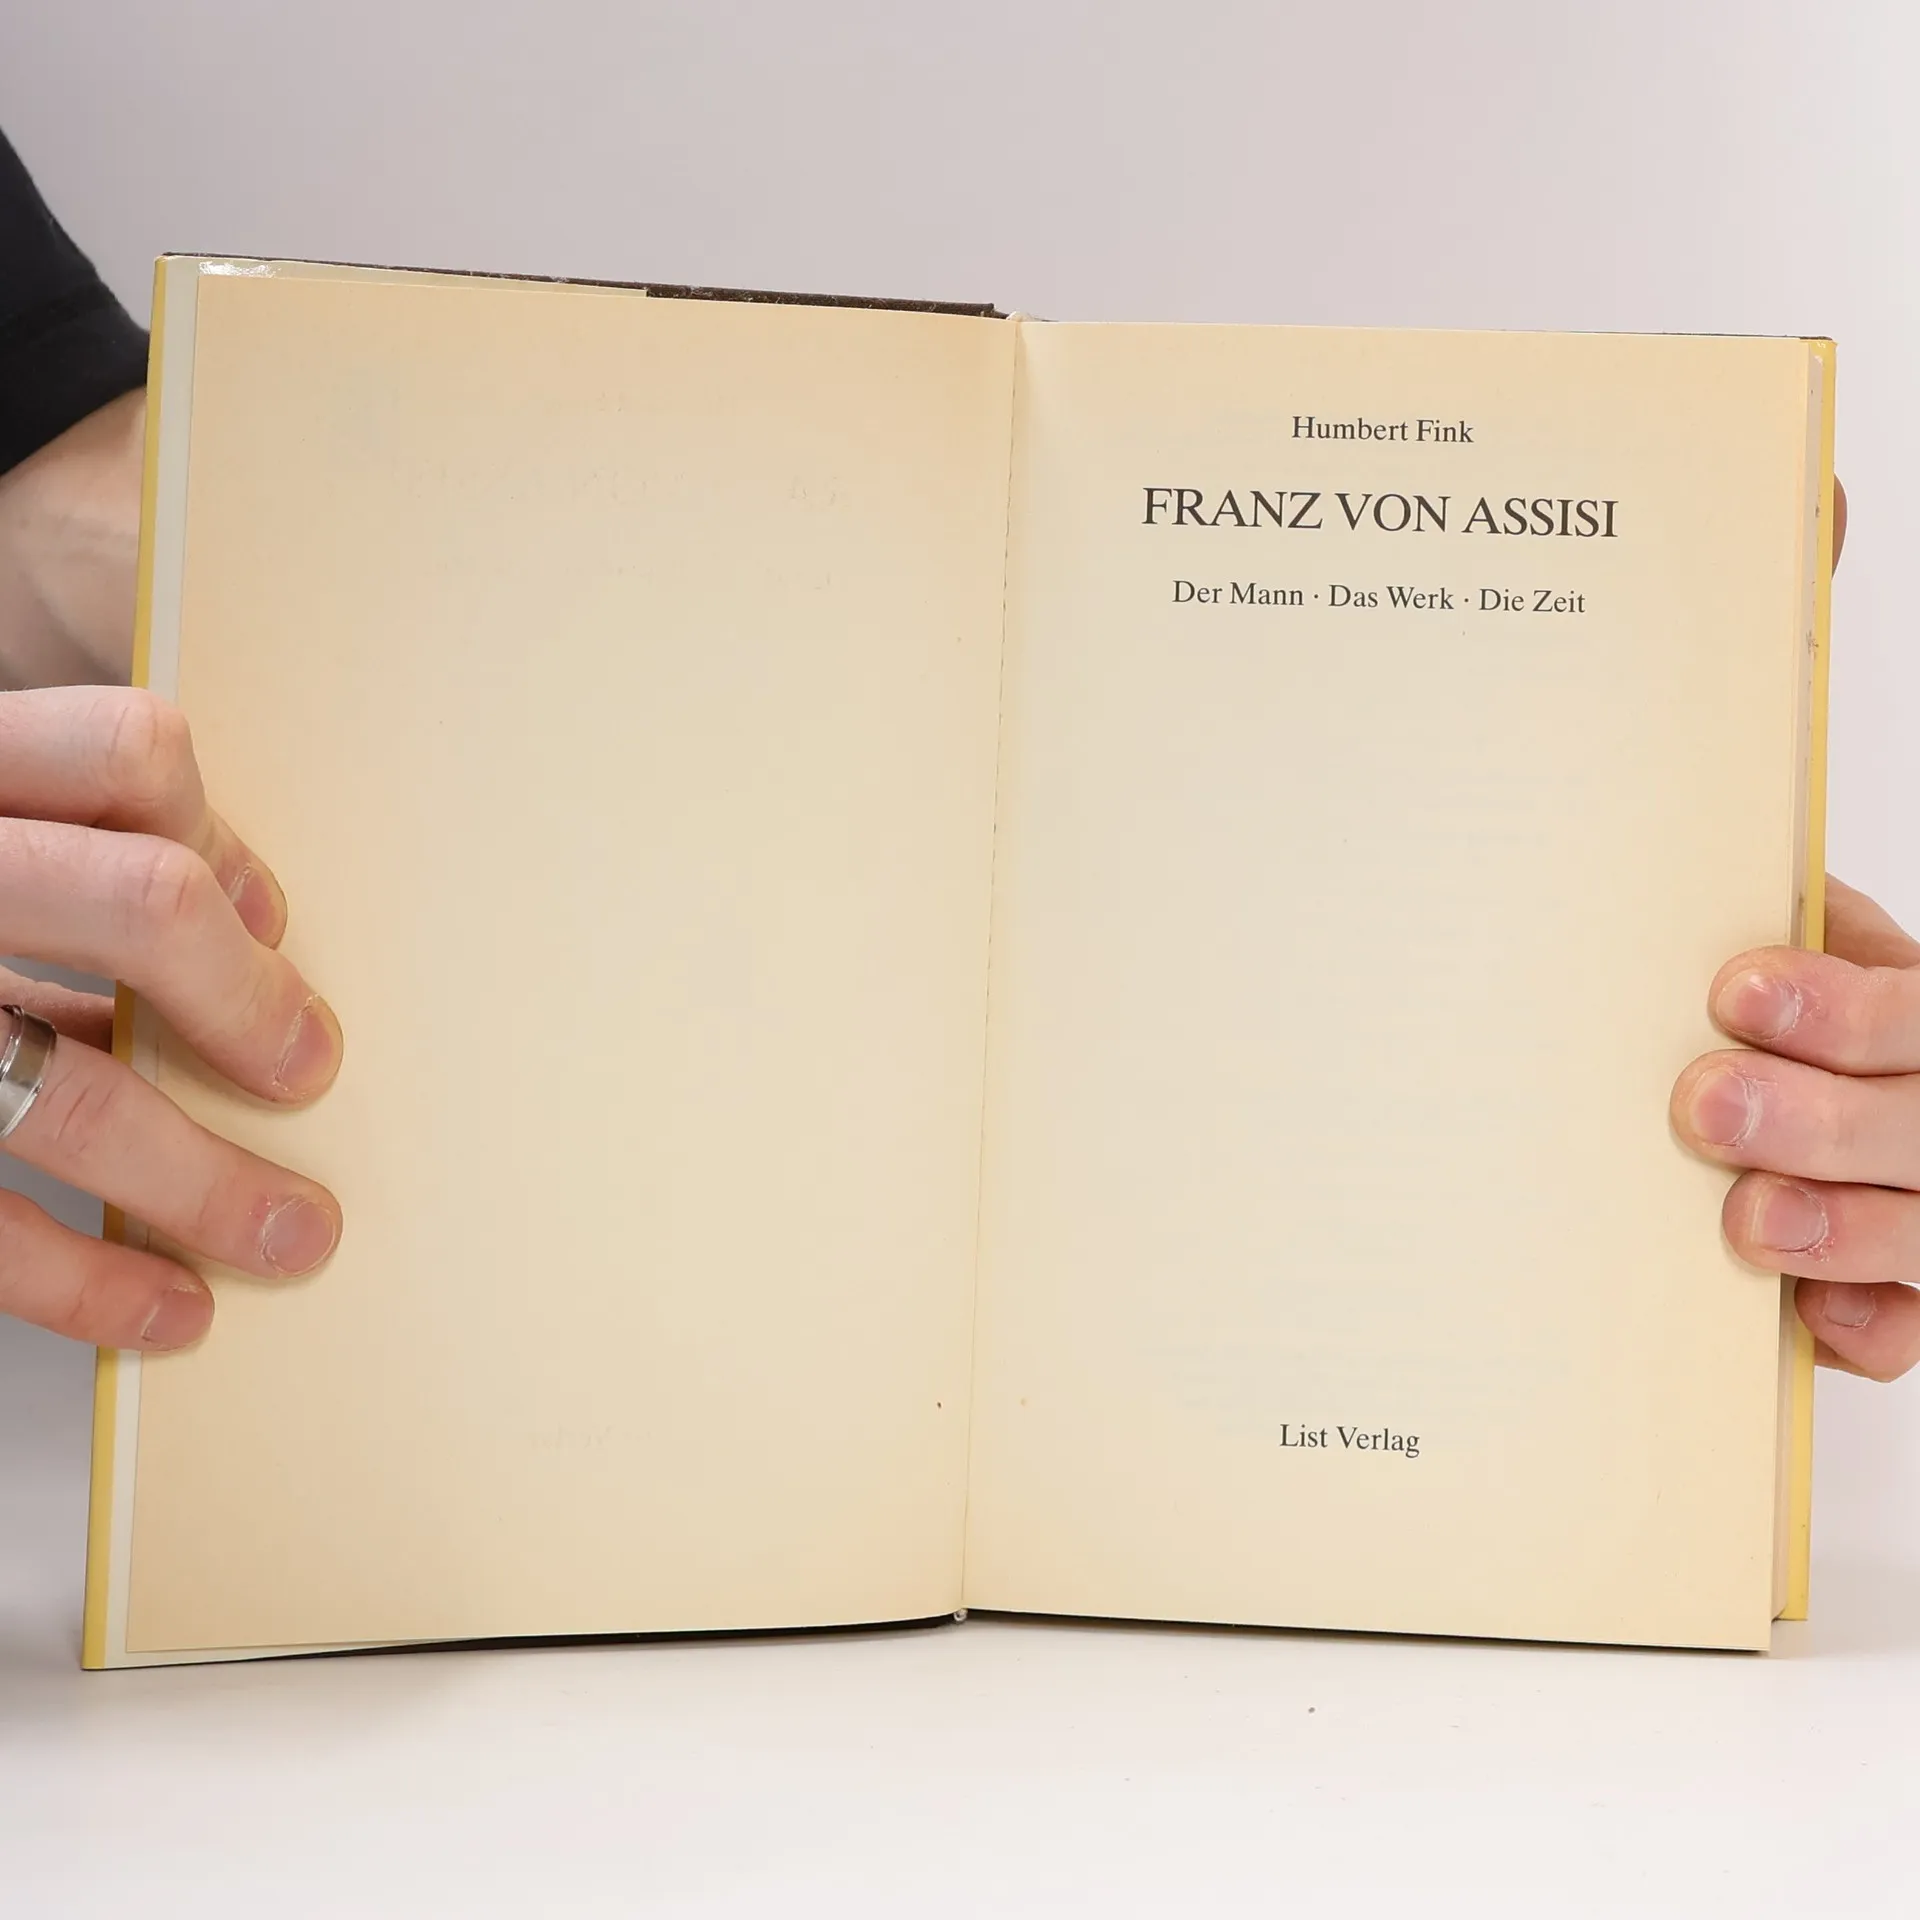 Humbert Fink
FRANZ VON ASSISI
Der Mann · Das Werk · Die Zeit
List Verlag